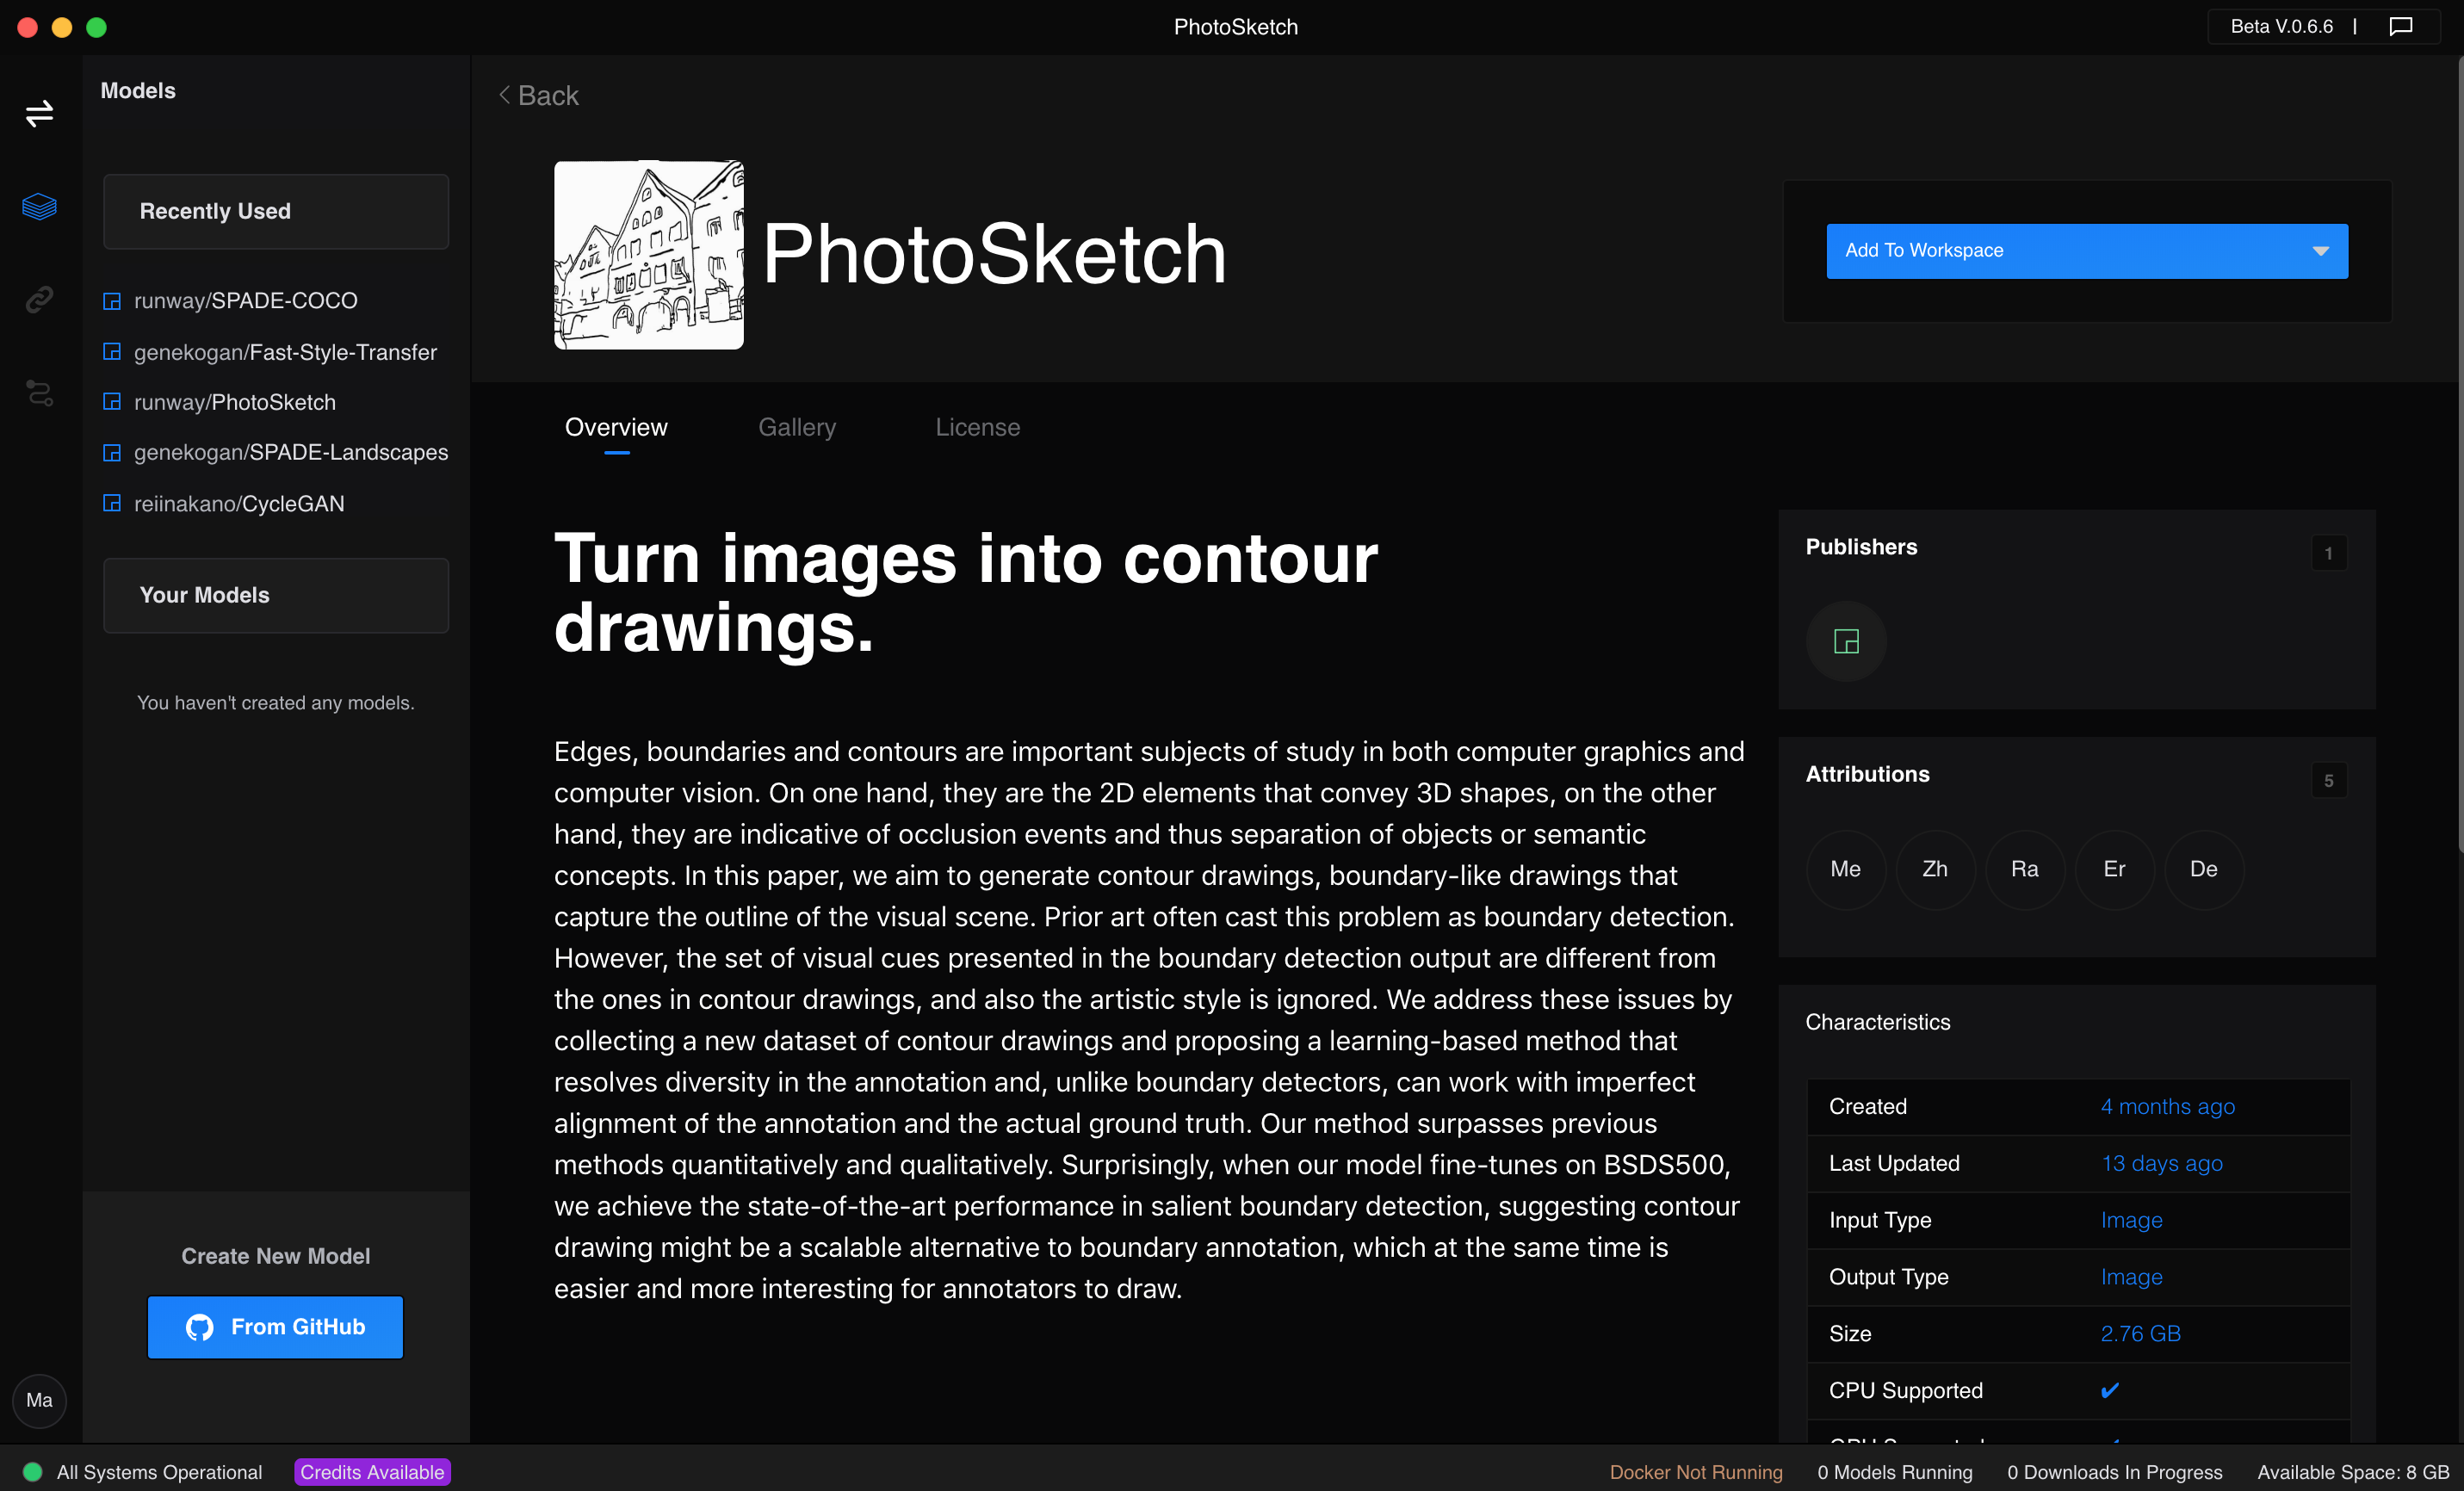 PhotoSketch
Beta V.0.6.6 |
Models
Recently Used
runway/SPADE-COCO
genekogan/Fast-Style-Transfer
runway/PhotoSketch
genekogan/SPADE-Landscapes
reiinakano/CycleGAN
Your Models
You haven't created any models.
Create New Model
From GitHub
Ma
Back
PhotoSketch
Add To Workspace
Overview
Gallery
License
Turn images into contour
drawings.
Edges, boundaries and contours are important subjects of study in both computer graphics and
computer vision. On one hand, they are the 2D elements that convey 3D shapes, on the other
hand, they are indicative of occlusion events and thus separation of objects or semantic
concepts. In this paper, we aim to generate contour drawings, boundary-like drawings that
capture the outline of the visual scene. Prior art often cast this problem as boundary detection.
However, the set of visual cues presented in the boundary detection output are different from
the ones in contour drawings, and also the artistic style is ignored. We address these issues by
collecting a new dataset of contour drawings and proposing a learning-based method that
resolves diversity in the annotation and, unlike boundary detectors, can work with imperfect
alignment of the annotation and the actual ground truth. Our method surpasses previous
methods quantitatively and qualitatively. Surprisingly, when our model fine-tunes on BSDS500,
we achieve the state-of-the-art performance in salient boundary detection, suggesting contour
drawing might be a scalable alternative to boundary annotation, which at the same time is
easier and more interesting for annotators to draw.
Publishers 1
Attributions 5
Me Zh Ra Er De
Characteristics
Created 4 months ago
Last Updated 13 days ago
Input Type Image
Output Type Image
Size 2.76 GB
CPU Supported ✔
All Systems Operational
Credits Available
Docker Not Running
0 Models Running
0 Downloads In Progress
Available Space: 8 GB